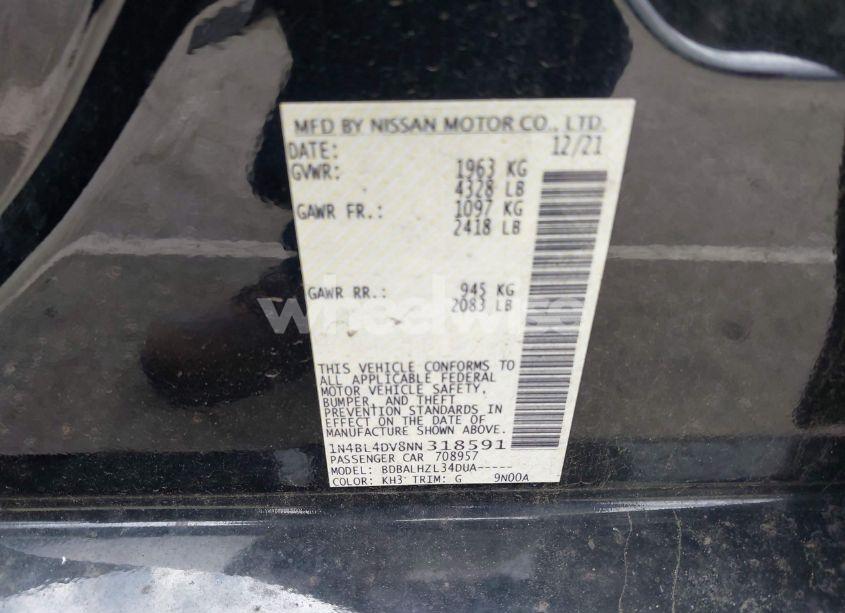 MFD BY NISSAN MOTOR CO., LTD.
DATE: 12/21
GVWR: 1963 KG
4328 LB
GAWR FR.: 1097 KG
2418 LB
GAWR RR.: 945 KG
2083 LB
wheelwise
THIS VEHICLE CONFORMS TO
ALL APPLICABLE FEDERAL
MOTOR VEHICLE SAFETY,
BUMPER, AND THEFT
PREVENTION STANDARDS IN
EFFECT ON THE DATE OF
MANUFACTURE SHOWN ABOVE.
1N4BL4DV8NN318591
PASSENGER CAR 708957
MODEL: BDBALHZL34DUA-----
COLOR: KH3 TRIM: G 9N00A